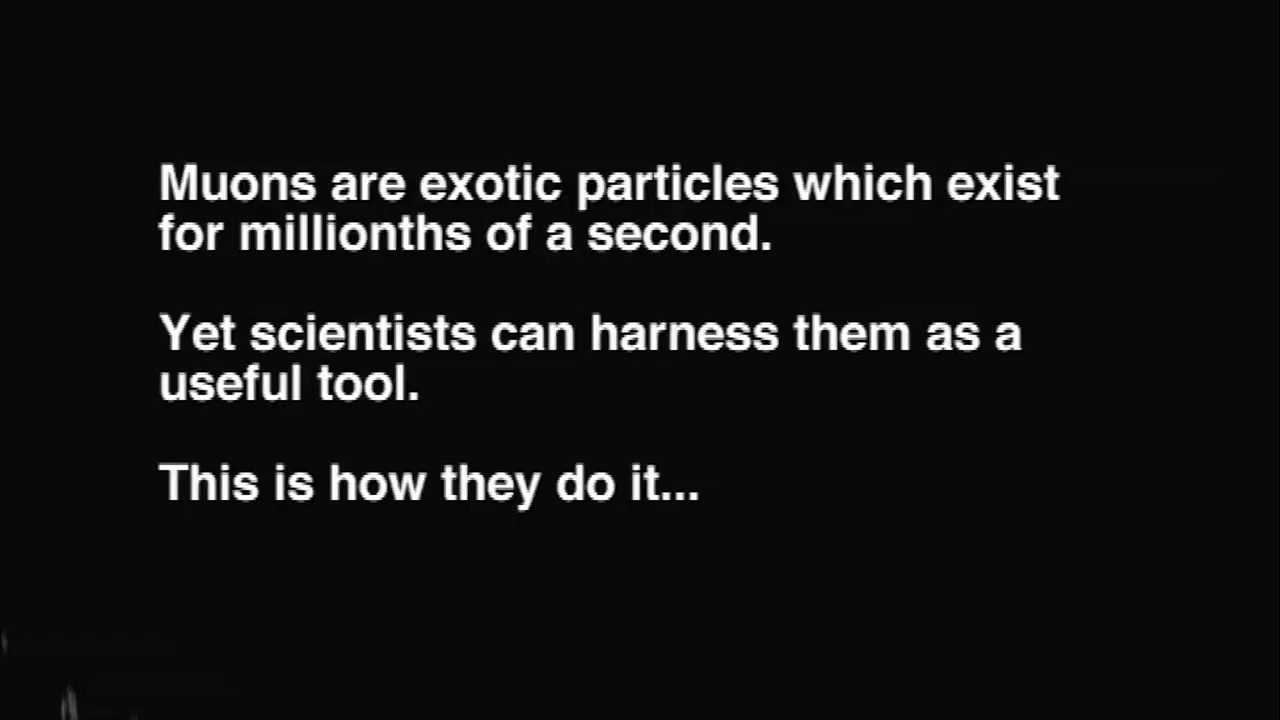 Muons are exotic particles which exist
for millionths of a second.
Yet scientists can harness them as a
useful tool.
This is how they do it...